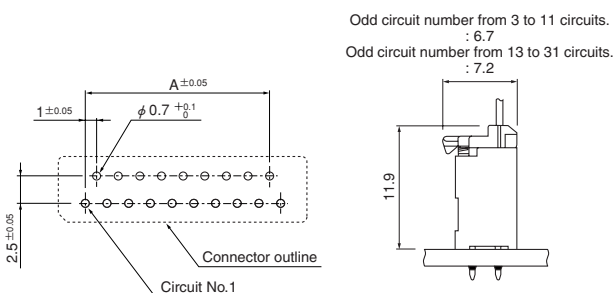 Odd circuit number from 3 to 11 circuits.
: 6.7
Odd circuit number from 13 to 31 circuits.
: 7.2
A±0.05
1±0.05
ϕ 0.7 +0.1 0
11.9
2.5±0.05
Connector outline
Circuit No.1